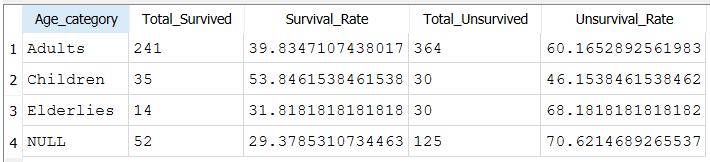 Age_category Total_Survived Survival_Rate Total_Unsurvived Unsurvival_Rate
1 Adults 241 39.8347107438017 364 60.1652892561983
2 Children 35 53.8461538461538 30 46.1538461538462
3 Elderlies 14 31.8181818181818 30 68.1818181818182
4 NULL 52 29.3785310734463 125 70.6214689265537